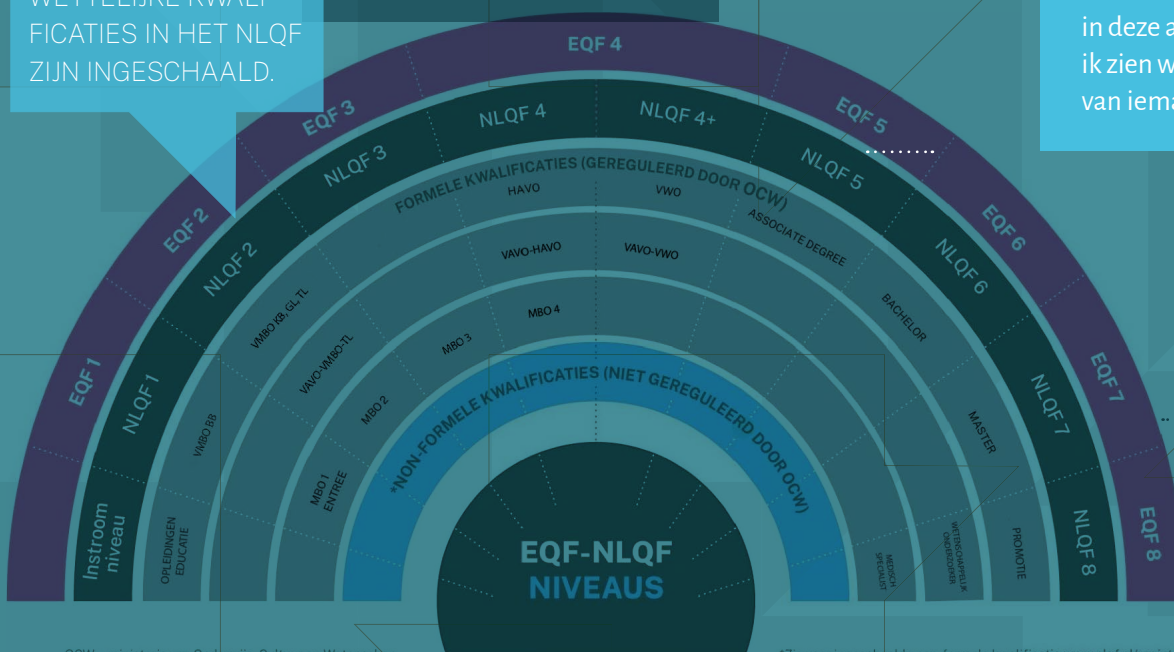 FICATIES IN HET NLQF
ZIJN INGESCHAALD.
in deze a
ik zien w
van iema
EQF 1
EQF 2
EQF 3
EQF 4
EQF 5
EQF 6
EQF 7
EQF 8
Instroom
niveau
NLQF 1
NLQF 2
NLQF 3
NLQF 4
NLQF 4+
NLQF 5
NLQF 6
NLQF 7
NLQF 8
FORMELE KWALIFICATIES (GEREGULEERD DOOR OCW)
OPLEIDINGEN
EDUCATIE
VMBO BB
VMBO KB, GL, TL
HAVO
VWO
ASSOCIATE DEGREE
BACHELOR
MASTER
PROMOTIE
VAVO-VMBO-TL
VAVO-HAVO
VAVO-VWO
WETENSCHAPPELIJK
ONDERZOEKER
MBO 1
ENTREE
MBO 2
MBO 3
MBO 4
MEDISCH
SPECIALIST
*NON-FORMELE KWALIFICATIES (NIET GEREGULEERD DOOR OCW)
EQF-NLQF
NIVEAUS